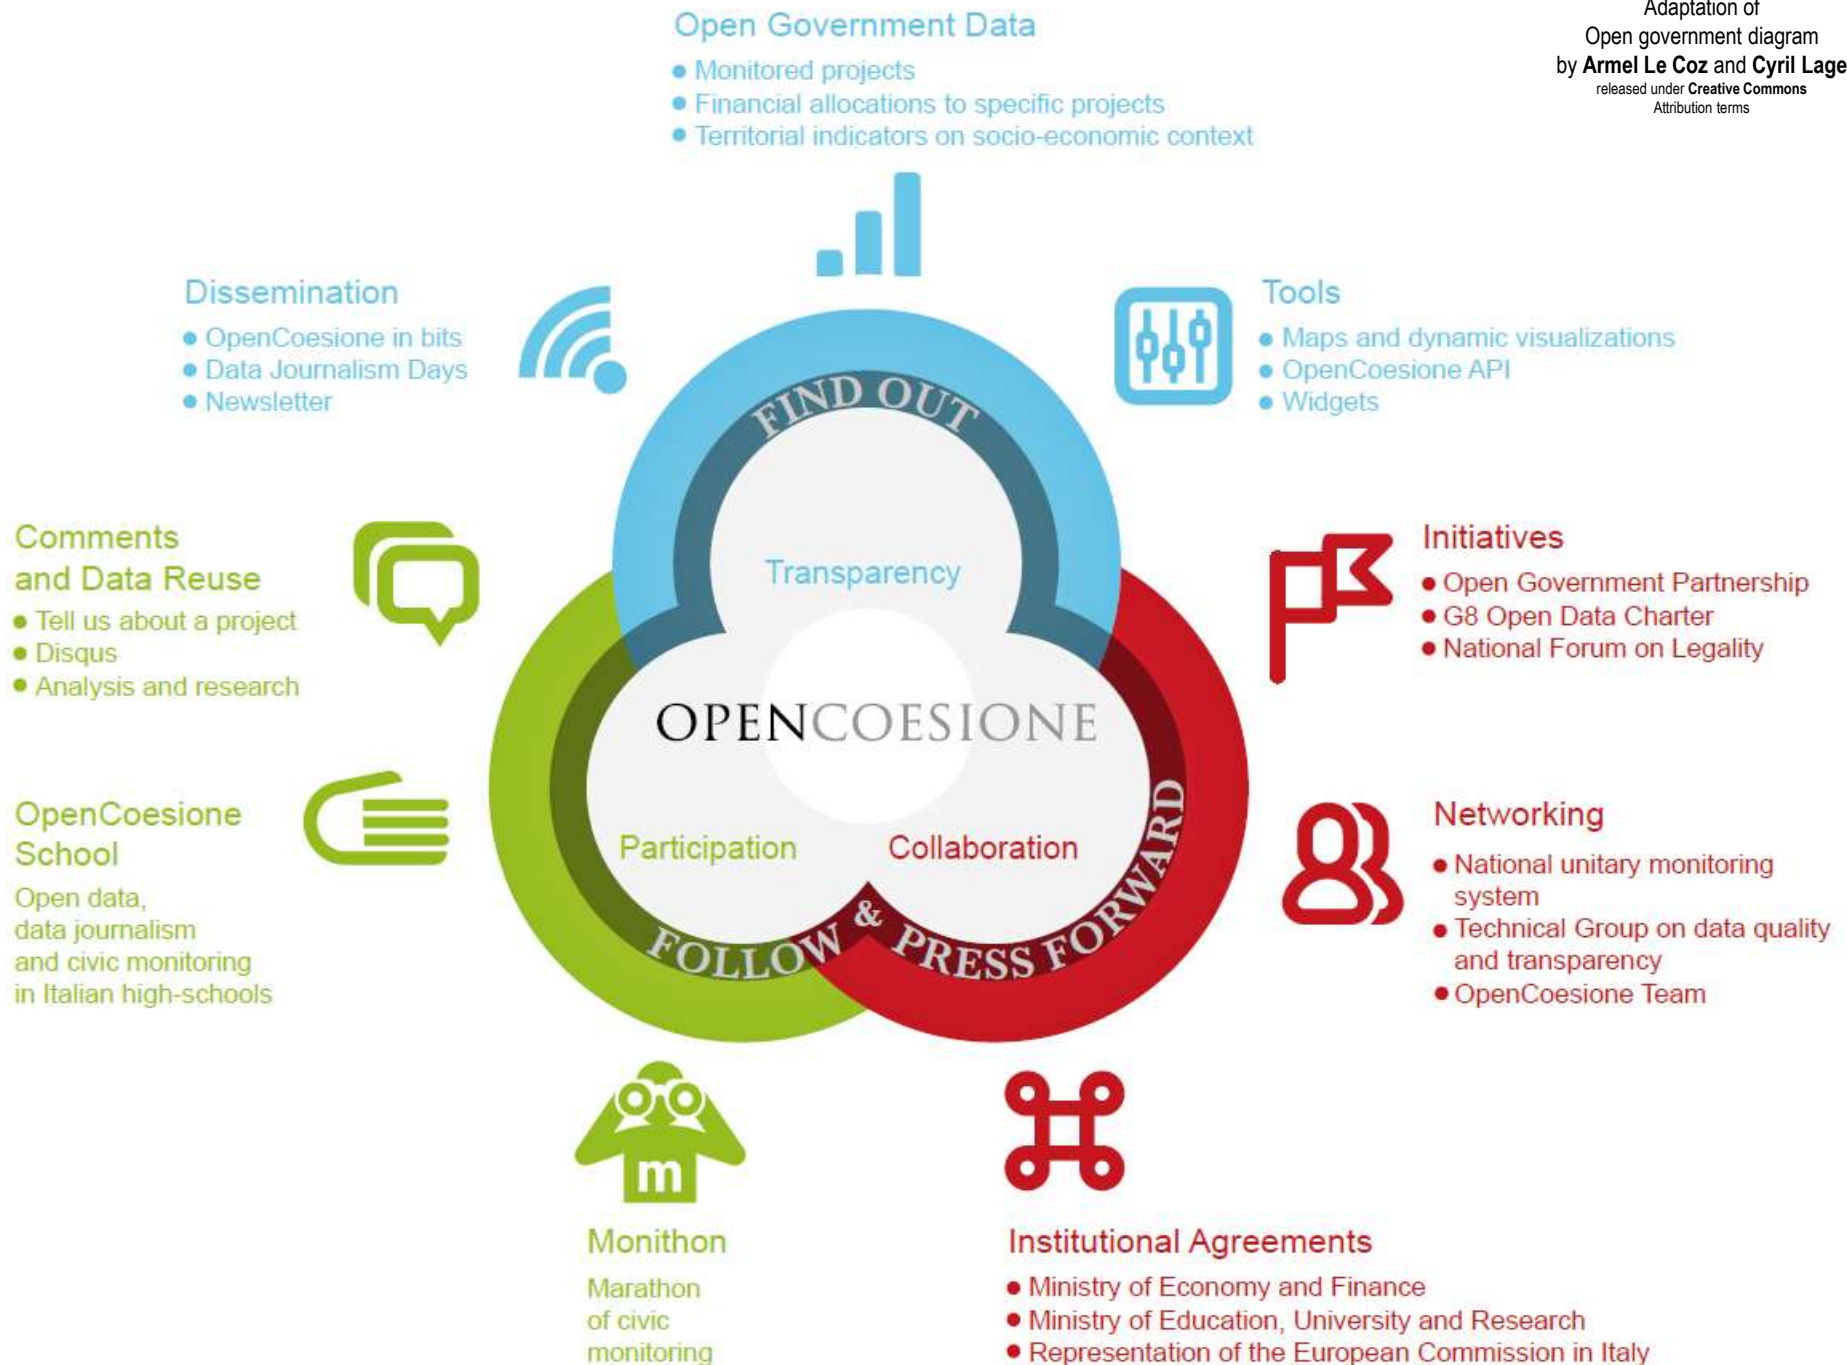 Open Government Data
• Monitored projects
• Financial allocations to specific projects
• Territorial indicators on socio-economic context
Adaptation of
Open government diagram
by Armel Le Coz and Cyril Lage
released under Creative Commons
Attribution terms
Dissemination
• OpenCoesione in bits
• Data Journalism Days
• Newsletter
Tools
• Maps and dynamic visualizations
• OpenCoesione API
• Widgets
FIND OUT
Transparency
Comments
and Data Reuse
• Tell us about a project
• Disqus
• Analysis and research
Initiatives
• Open Government Partnership
• G8 Open Data Charter
• National Forum on Legality
OPENCOESIONE
Participation
Collaboration
FOLLOW & PRESS FORWARD
OpenCoesione
School
Open data,
data journalism
and civic monitoring
in Italian high-schools
Networking
• National unitary monitoring
system
• Technical Group on data quality
and transparency
• OpenCoesione Team
m
Monithon
Marathon
of civic
monitoring
Institutional Agreements
• Ministry of Economy and Finance
• Ministry of Education, University and Research
• Representation of the European Commission in Italy